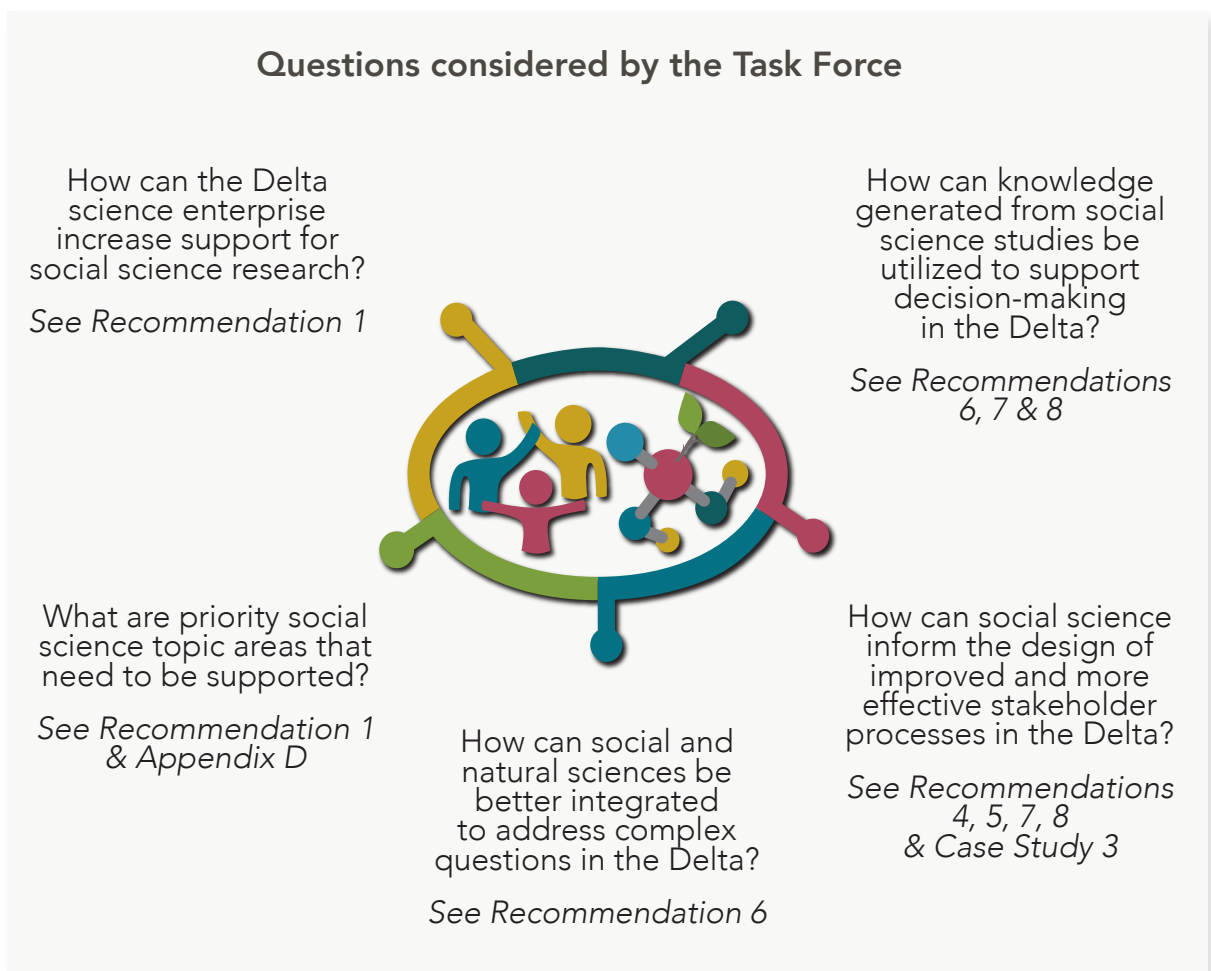 Questions considered by the Task Force
How can the Delta
science enterprise
increase support for
social science research?
See Recommendation 1
How can knowledge
generated from social
science studies be
utilized to support
decision-making
in the Delta?
See Recommendations
6, 7 & 8
What are priority social
science topic areas that
need to be supported?
See Recommendation 1
& Appendix D
How can social and
natural sciences be
better integrated
to address complex
questions in the Delta?
See Recommendation 6
How can social science
inform the design of
improved and more
effective stakeholder
processes in the Delta?
See Recommendations
4, 5, 7, 8
& Case Study 3